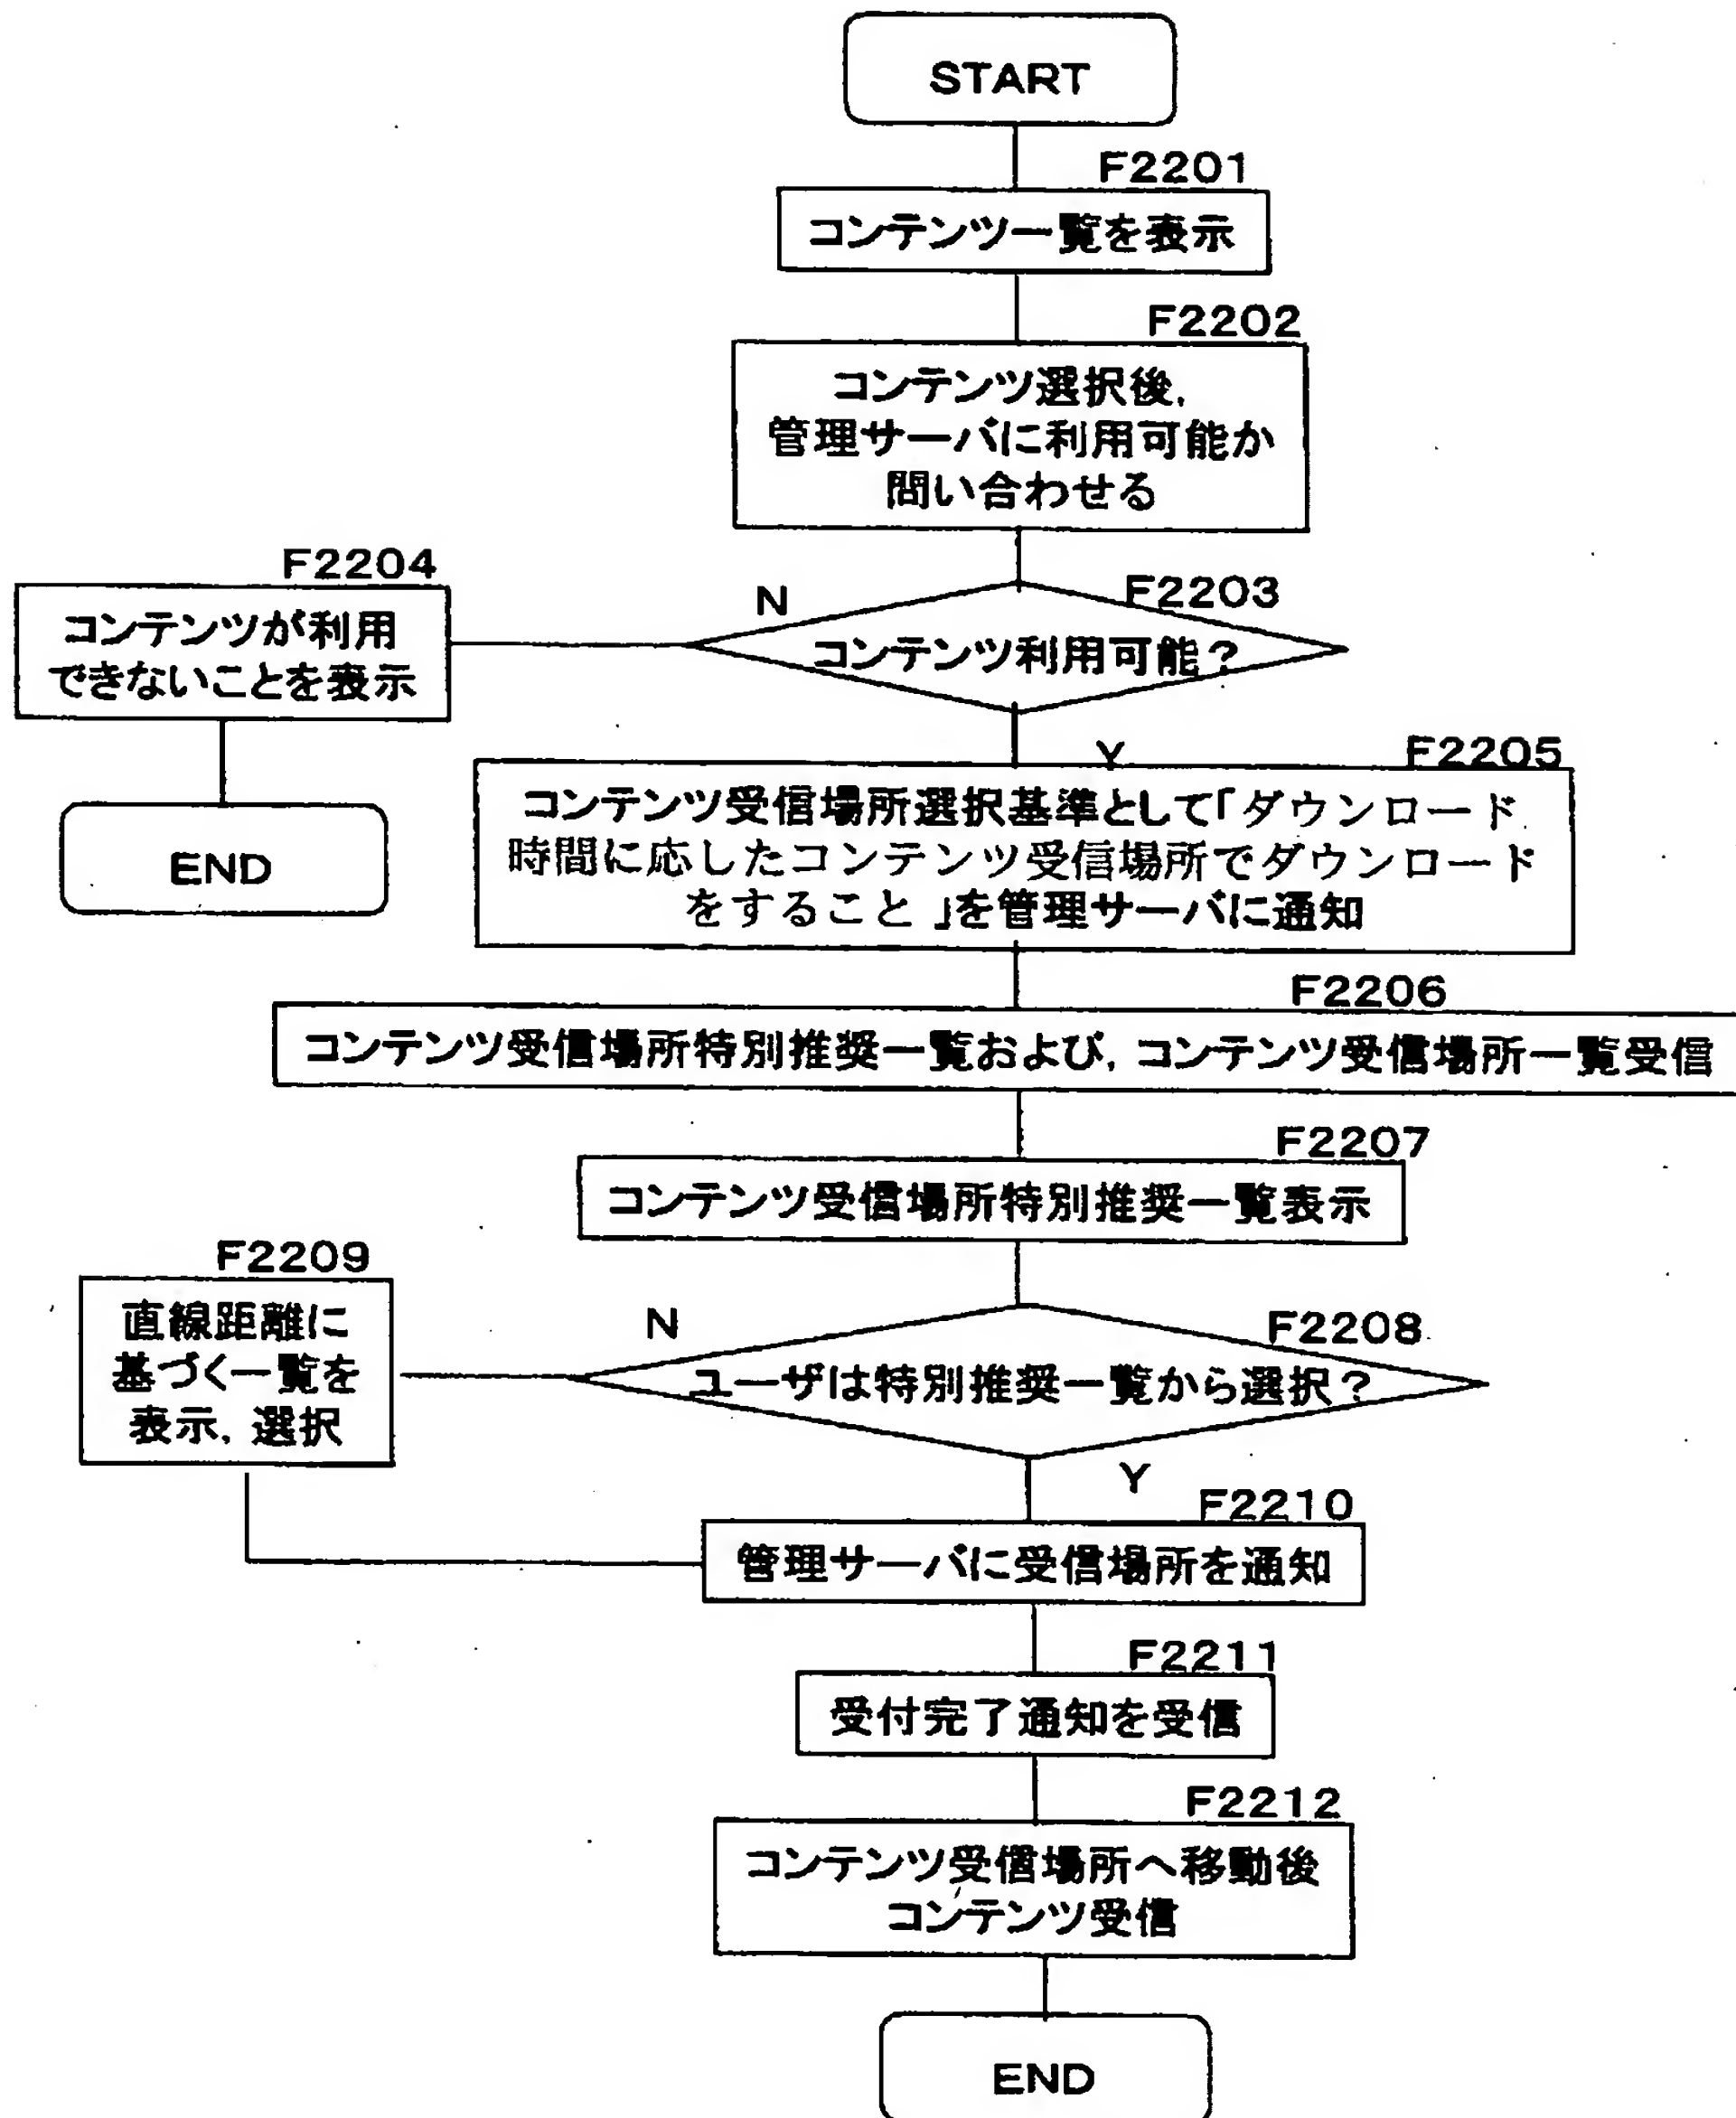 START
F2201
コンテンツ一覧を表示
F2202
コンテンツ選択後,
管理サーバに利用可能か
問い合わせる
F2203
コンテンツ利用可能？
N
F2204
コンテンツが利用
できないことを表示
END
Y
F2205
コンテンツ受信場所選択基準として「ダウンロード
時間に応したコンテンツ受信場所でダウンロード
をすること」を管理サーバに通知
F2206
コンテンツ受信場所特別推奨一覧および, コンテンツ受信場所一覧受信
F2207
コンテンツ受信場所特別推奨一覧表示
F2208
ユーザは特別推奨一覧から選択？
N
F2209
直線距離に
基づく一覧を
表示, 選択
Y
F2210
管理サーバに受信場所を通知
F2211
受付完了通知を受信
F2212
コンテンツ受信場所へ移動後
コンテンツ受信
END